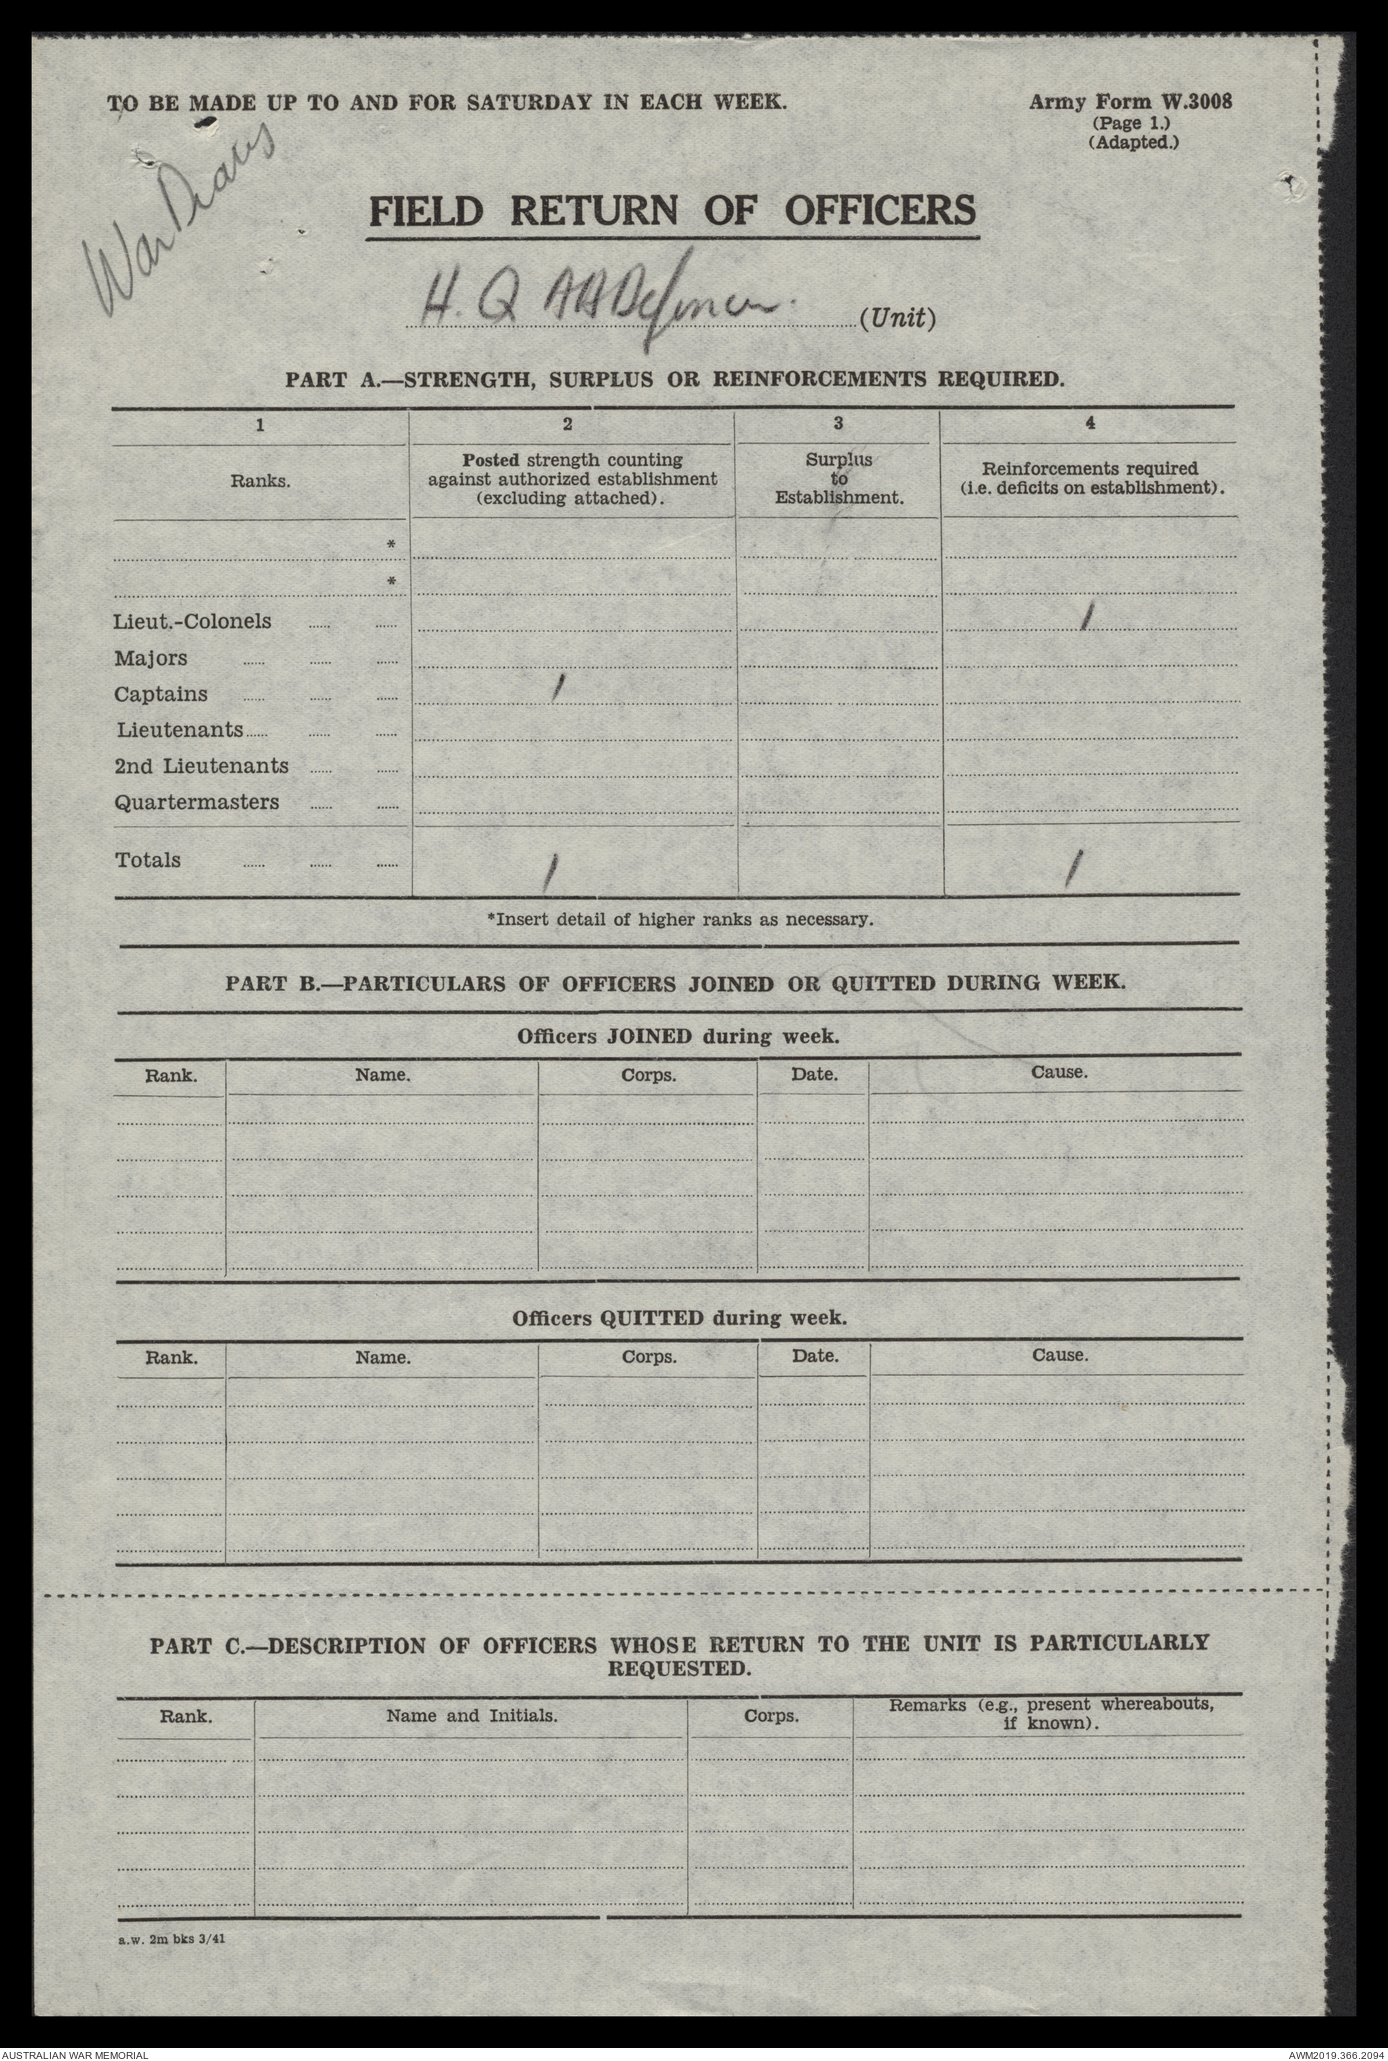 TO BE MADE UP TO AND FOR SATURDAY IN EACH WEEK.
Army Form W.3008
(Page 1.)
(Adapted.)
War Diary
FIELD RETURN OF OFFICERS
H. Q AA Defences. (Unit)
PART A.—STRENGTH, SURPLUS OR REINFORCEMENTS REQUIRED.
1 2 3 4
Ranks. Posted strength counting against authorized establishment (excluding attached). Surplus to Establishment. Reinforcements required (i.e. deficits on establishment).
*
*
Lieut.-Colonels ...... ...... 1
Majors ...... ...... ......
Captains ...... ...... ...... 1
Lieutenants ...... ...... ......
2nd Lieutenants ...... ......
Quartermasters ...... ......
Totals ...... ...... ...... 1 1
*Insert detail of higher ranks as necessary.
PART B.—PARTICULARS OF OFFICERS JOINED OR QUITTED DURING WEEK.
Officers JOINED during week.
Rank. Name. Corps. Date. Cause.
Officers QUITTED during week.
Rank. Name. Corps. Date. Cause.
PART C.—DESCRIPTION OF OFFICERS WHOSE RETURN TO THE UNIT IS PARTICULARLY
REQUESTED.
Rank. Name and Initials. Corps. Remarks (e.g., present whereabouts, if known).
a.w. 2m bks 3/41
AUSTRALIAN WAR MEMORIAL
AWM2019.366.2094